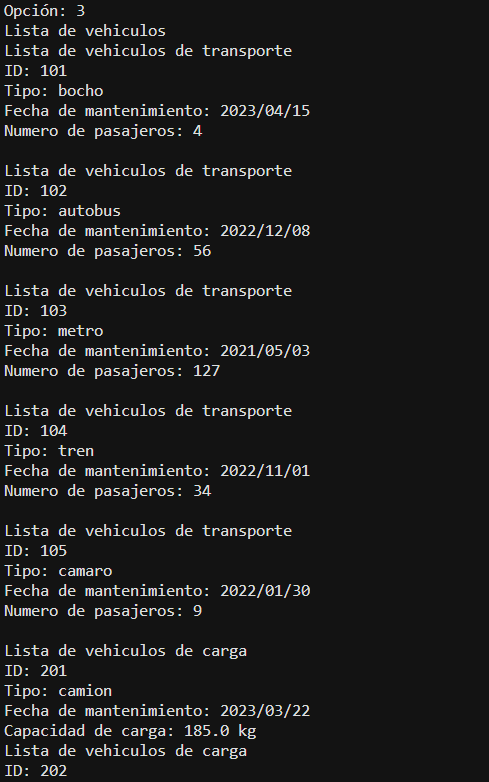 Opción: 3
Lista de vehiculos
Lista de vehiculos de transporte
ID: 101
Tipo: bocho
Fecha de mantenimiento: 2023/04/15
Numero de pasajeros: 4
Lista de vehiculos de transporte
ID: 102
Tipo: autobus
Fecha de mantenimiento: 2022/12/08
Numero de pasajeros: 56
Lista de vehiculos de transporte
ID: 103
Tipo: metro
Fecha de mantenimiento: 2021/05/03
Numero de pasajeros: 127
Lista de vehiculos de transporte
ID: 104
Tipo: tren
Fecha de mantenimiento: 2022/11/01
Numero de pasajeros: 34
Lista de vehiculos de transporte
ID: 105
Tipo: camaro
Fecha de mantenimiento: 2022/01/30
Numero de pasajeros: 9
Lista de vehiculos de carga
ID: 201
Tipo: camion
Fecha de mantenimiento: 2023/03/22
Capacidad de carga: 185.0 kg
Lista de vehiculos de carga
ID: 202